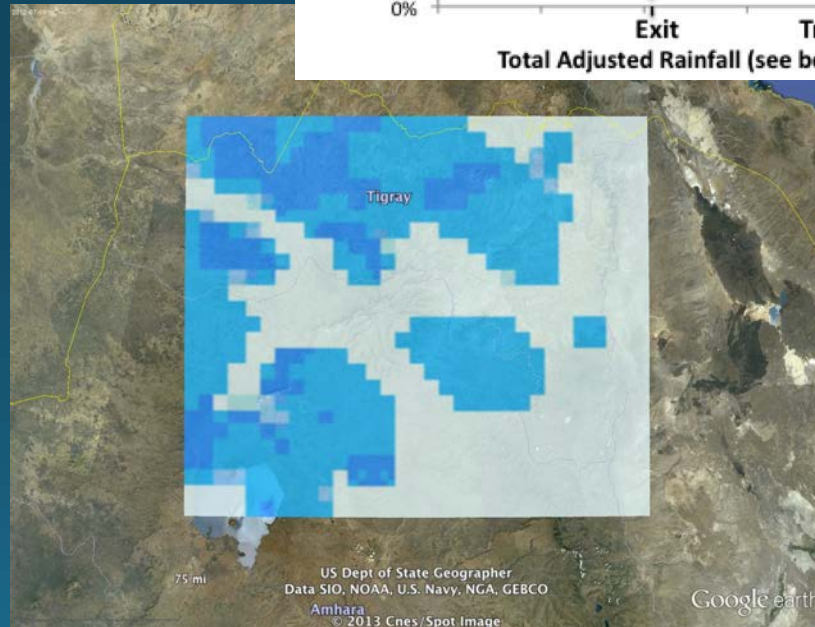 0%
Exit
Total Adjusted Rainfall (see be
Tigray
75 mi
US Dept of State Geographer
Data SIO, NOAA, U.S. Navy, NGA, GEBCO
Amhara
© 2013 Cnes/Spot Image
Google earth